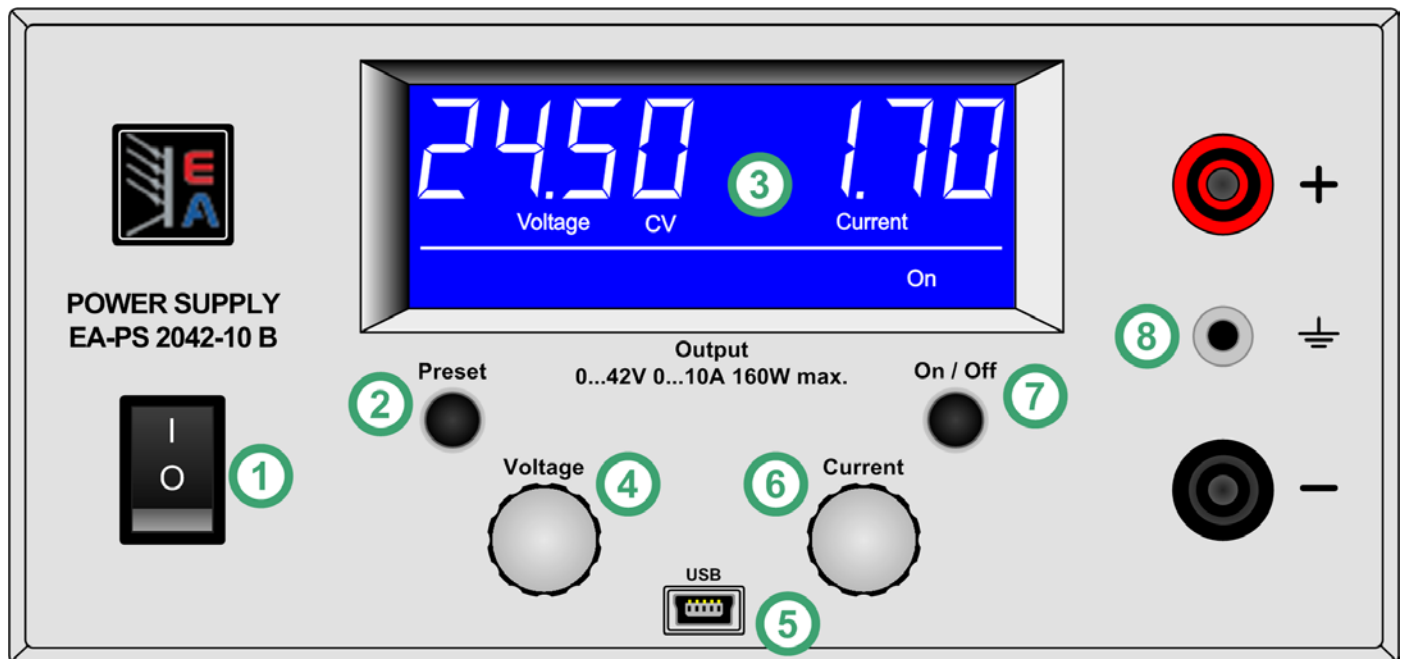 24.50 1.70
3
Voltage CV Current
On
EA
POWER SUPPLY
EA-PS 2042-10 B
+
8
Output
0...42V 0...10A 160W max.
Preset
On / Off
2
7
I
O
1
Voltage
4
6
Current
USB
5
−